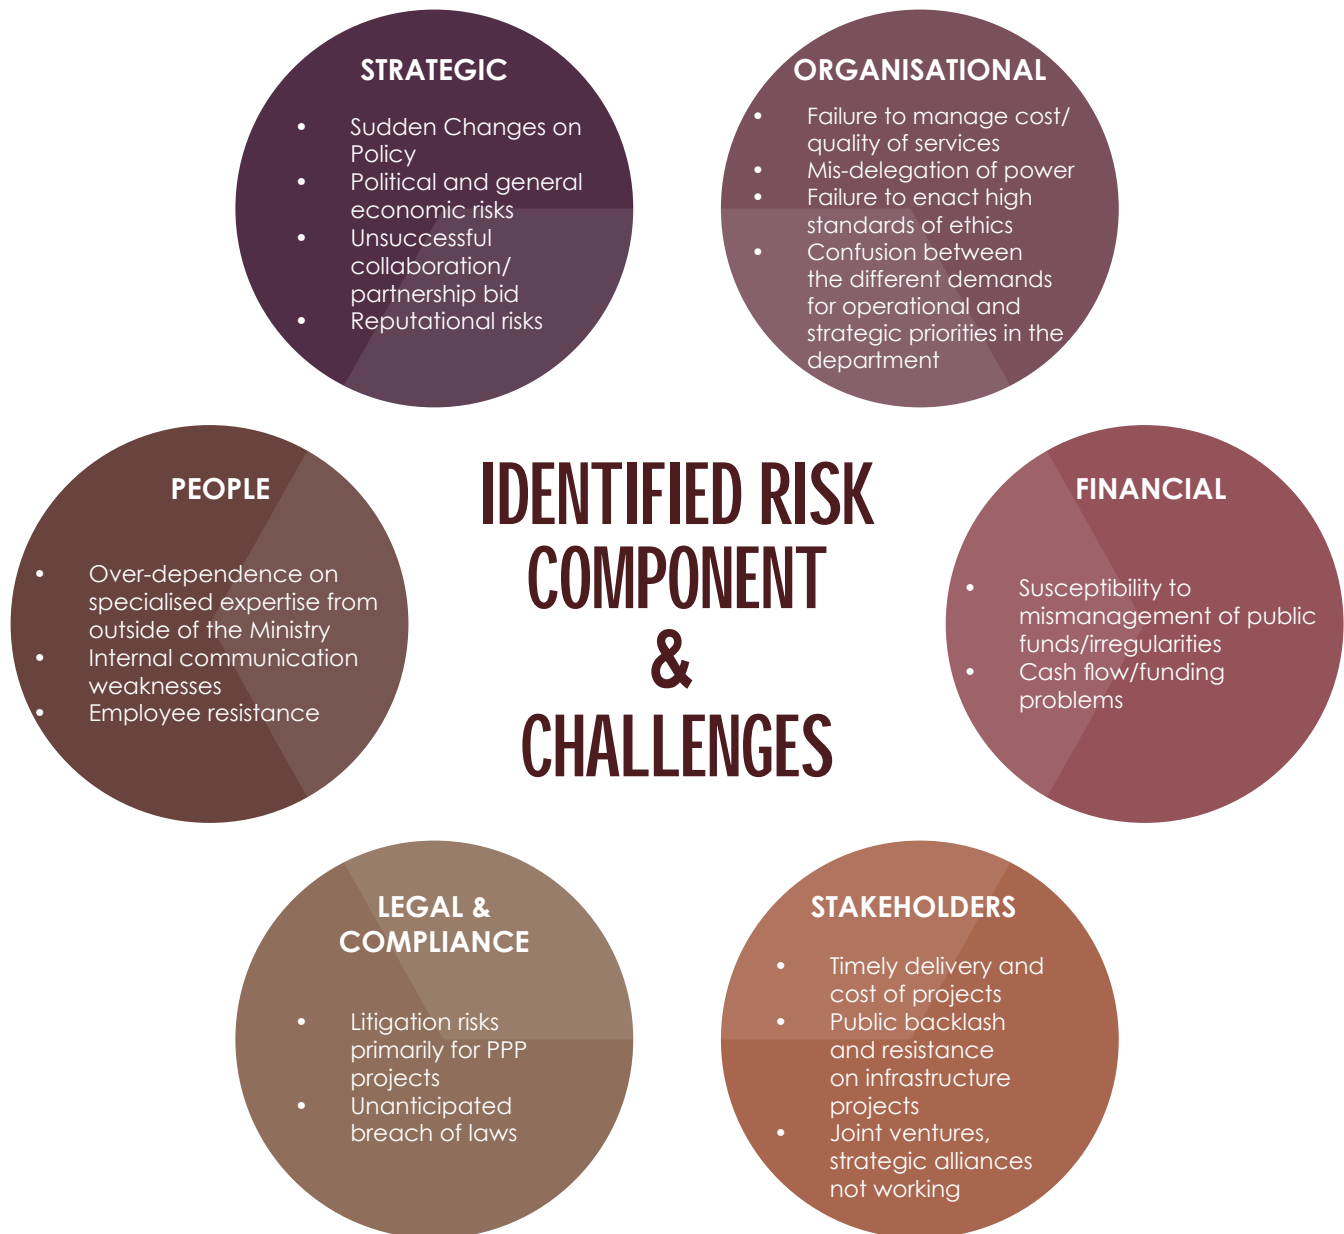 STRATEGIC
• Sudden Changes on
Policy
• Political and general
economic risks
• Unsuccessful
collaboration/
partnership bid
• Reputational risks
ORGANISATIONAL
• Failure to manage cost/
quality of services
• Mis-delegation of power
• Failure to enact high
standards of ethics
• Confusion between
the different demands
for operational and
strategic priorities in the
department
PEOPLE
• Over-dependence on
specialised expertise from
outside of the Ministry
• Internal communication
weaknesses
• Employee resistance
IDENTIFIED RISK
COMPONENT
&
CHALLENGES
FINANCIAL
• Susceptibility to
mismanagement of public
funds/irregularities
• Cash flow/funding
problems
LEGAL &
COMPLIANCE
• Litigation risks
primarily for PPP
projects
• Unanticipated
breach of laws
STAKEHOLDERS
• Timely delivery and
cost of projects
• Public backlash
and resistance
on infrastructure
projects
• Joint ventures,
strategic alliances
not working